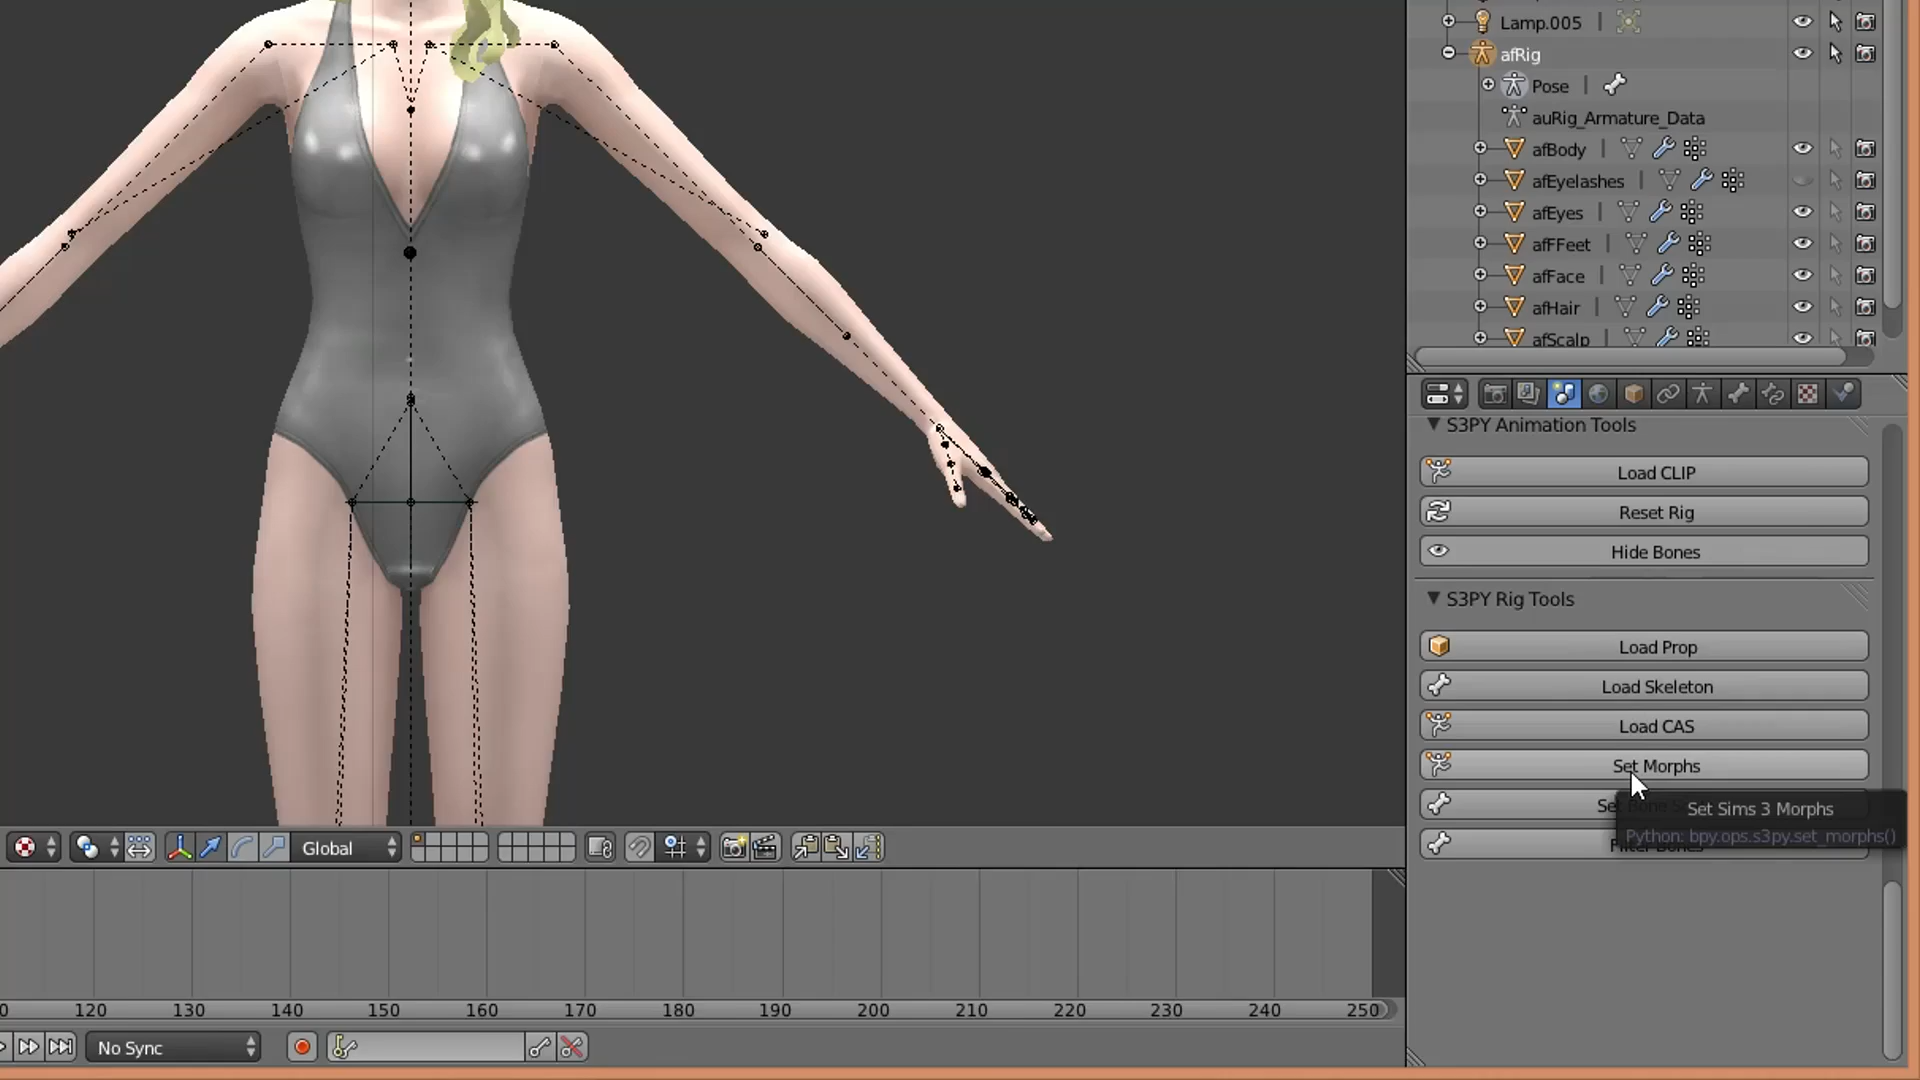 Lamp.005
afRig
Pose
auRig_Armature_Data
afBody
afEyelashes
afEyes
afFFeet
afFace
afHair
afScalp
S3PY Animation Tools
Load CLIP
Reset Rig
Hide Bones
S3PY Rig Tools
Load Prop
Load Skeleton
Load CAS
Set Morphs
Set Sims 3 Morphs
Python: bpy.ops.s3py.set_morphs()
Filter Bones
Global
120 130 140 150 160 170 180 190 200 210 220 230 240 250
No Sync